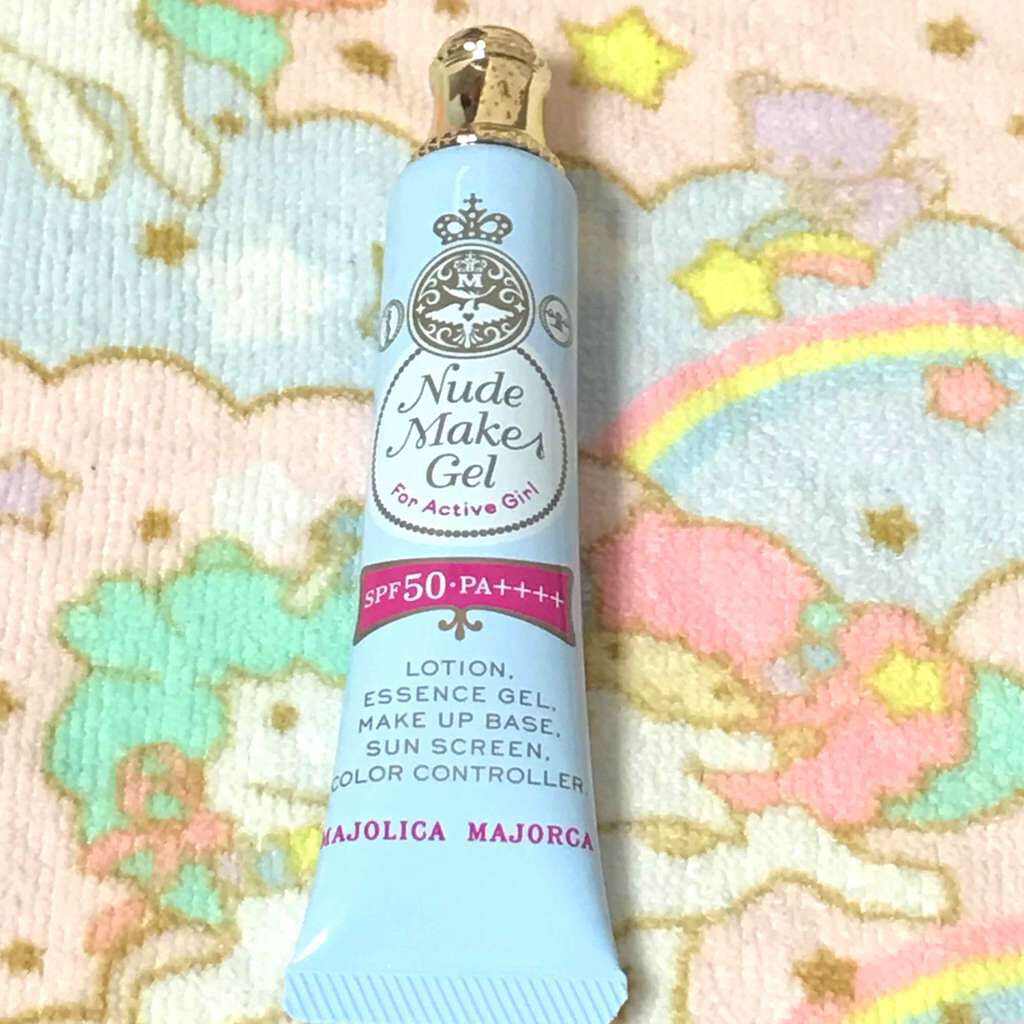 M
Nude
Make
Gel
For Active Girl
SPF50·PA++++
LOTION,
ESSENCE GEL,
MAKE UP BASE,
SUN SCREEN,
COLOR CONTROLLER,
MAJOLICA MAJORCA